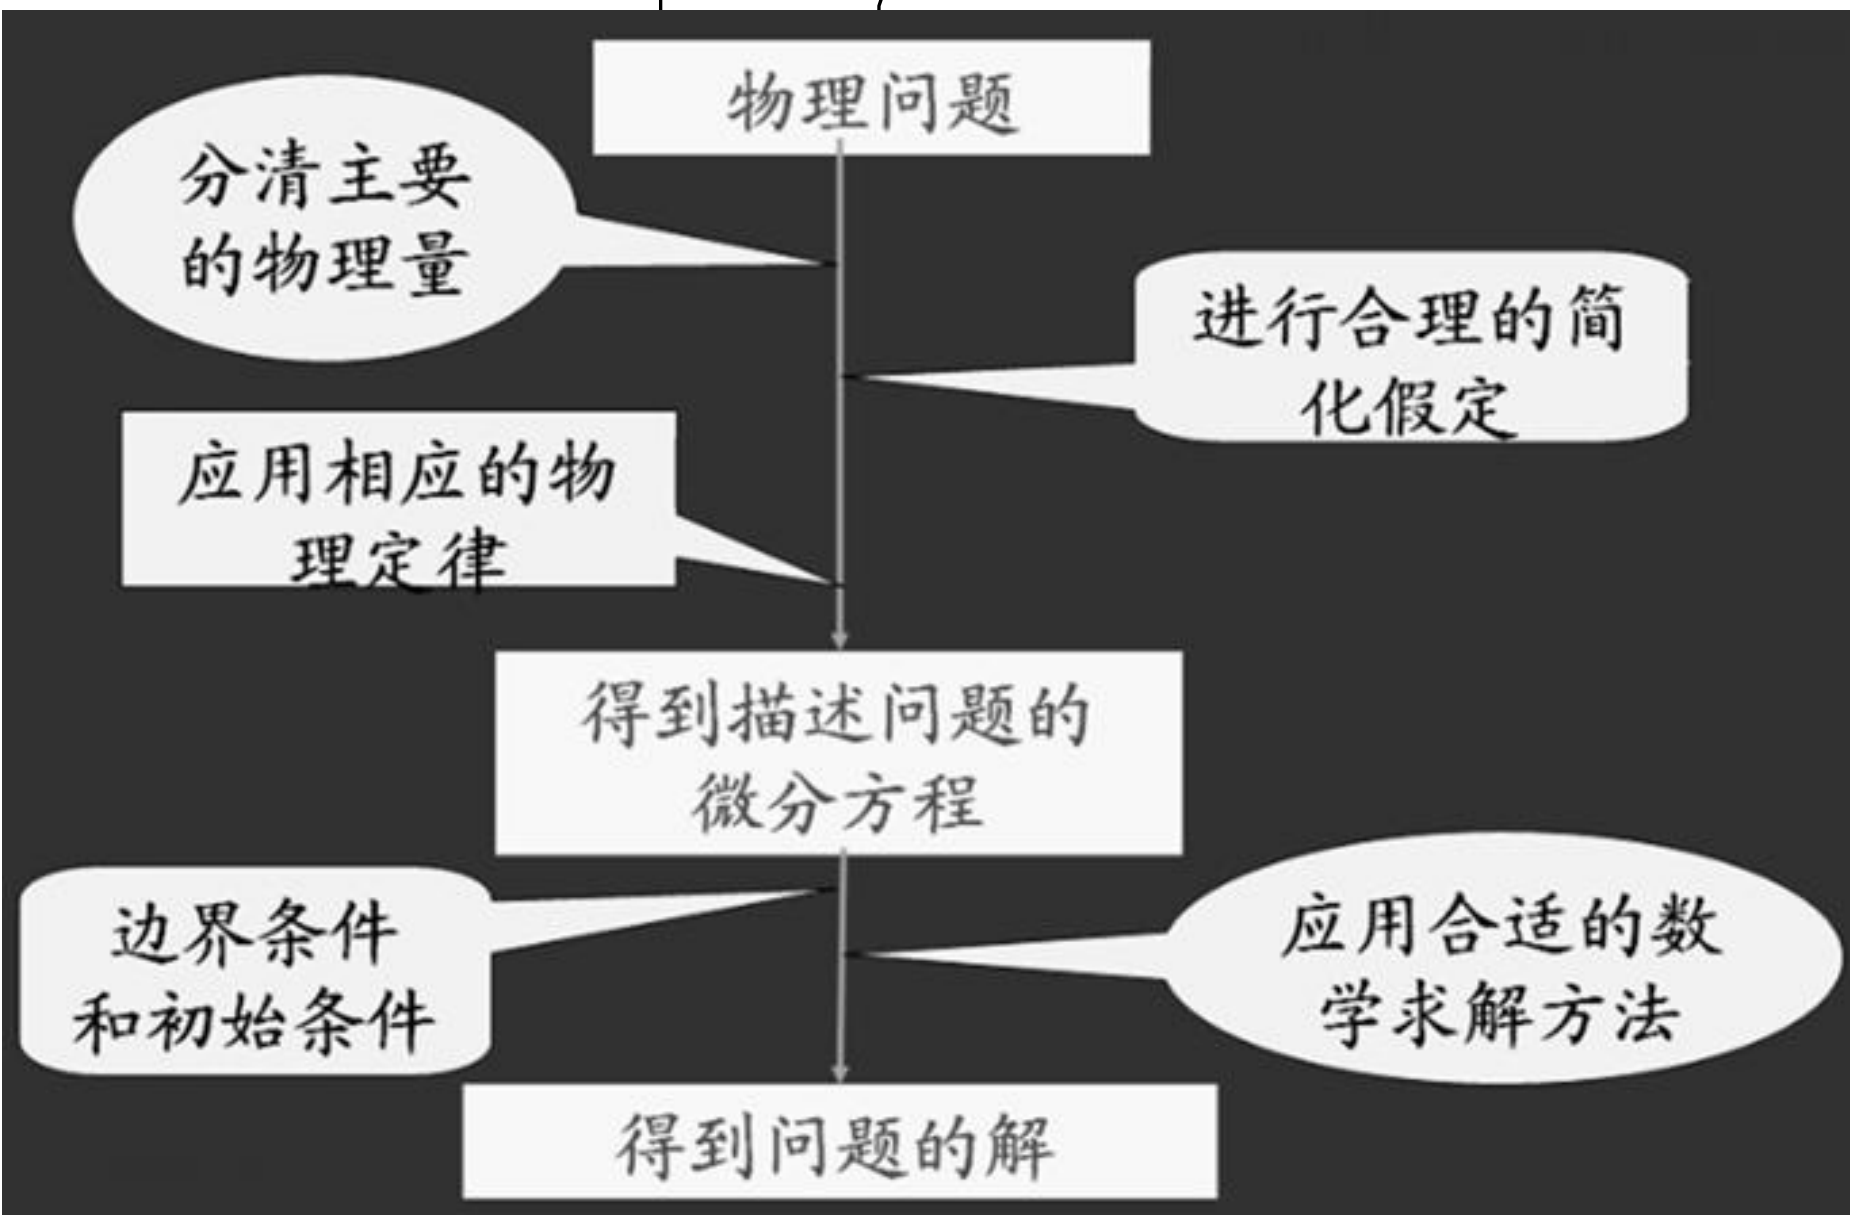 物理问题
分清主要
的物理量
进行合理的简
化假定
应用相应的物
理定律
得到描述问题的
微分方程
边界条件
和初始条件
应用合适的数
学求解方法
得到问题的解